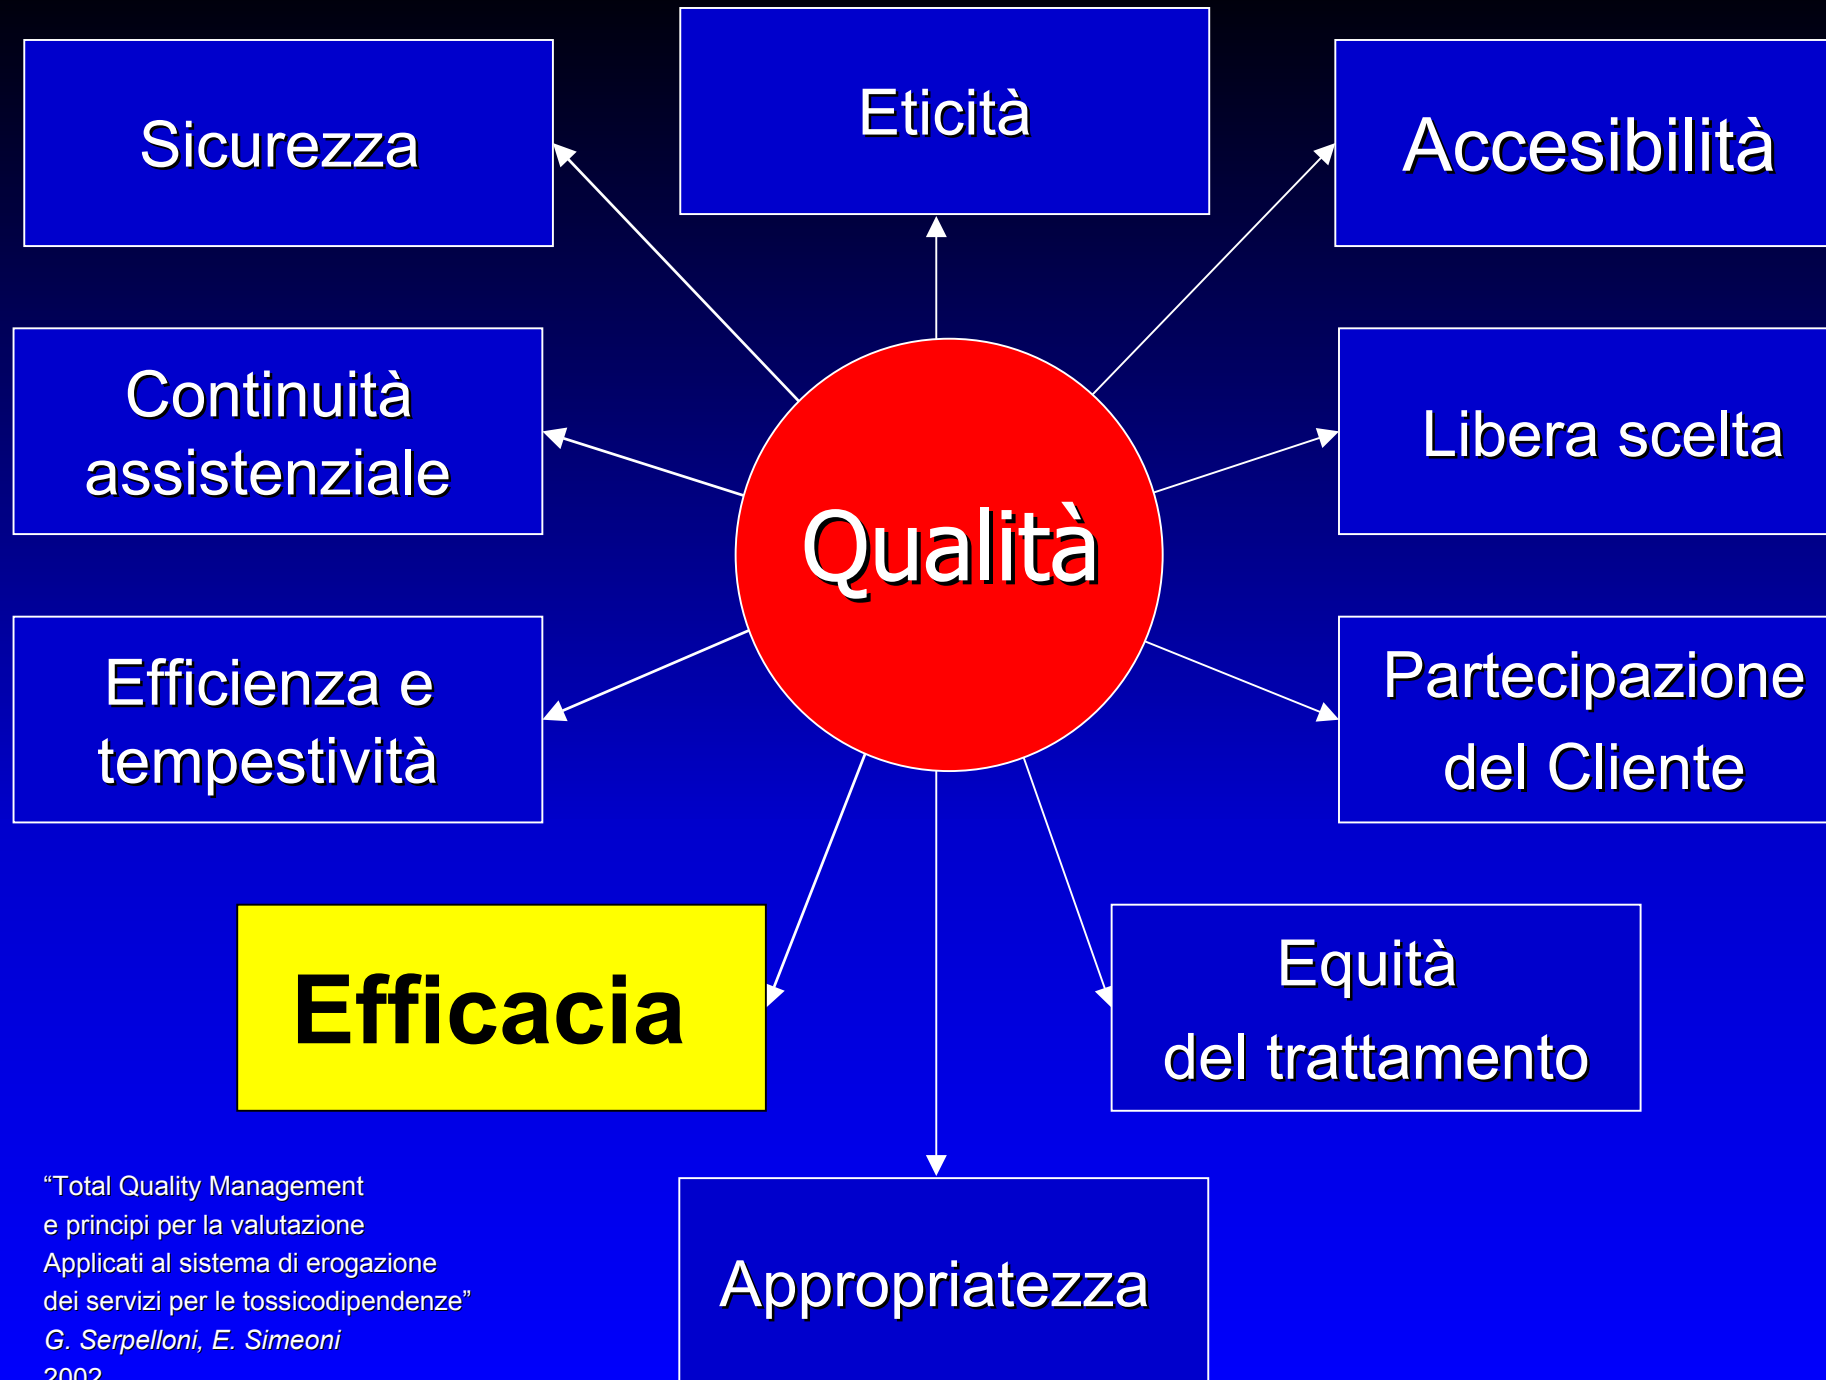 Eticità
Sicurezza
Accesibilità
Continuità
assistenziale
Libera scelta
Qualità
Efficienza e
tempestività
Partecipazione
del Cliente
Efficacia
Equità
del trattamento
Appropriatezza
“Total Quality Management
e principi per la valutazione
Applicati al sistema di erogazione
dei servizi per le tossicodipendenze”
G. Serpelloni, E. Simeoni
2002